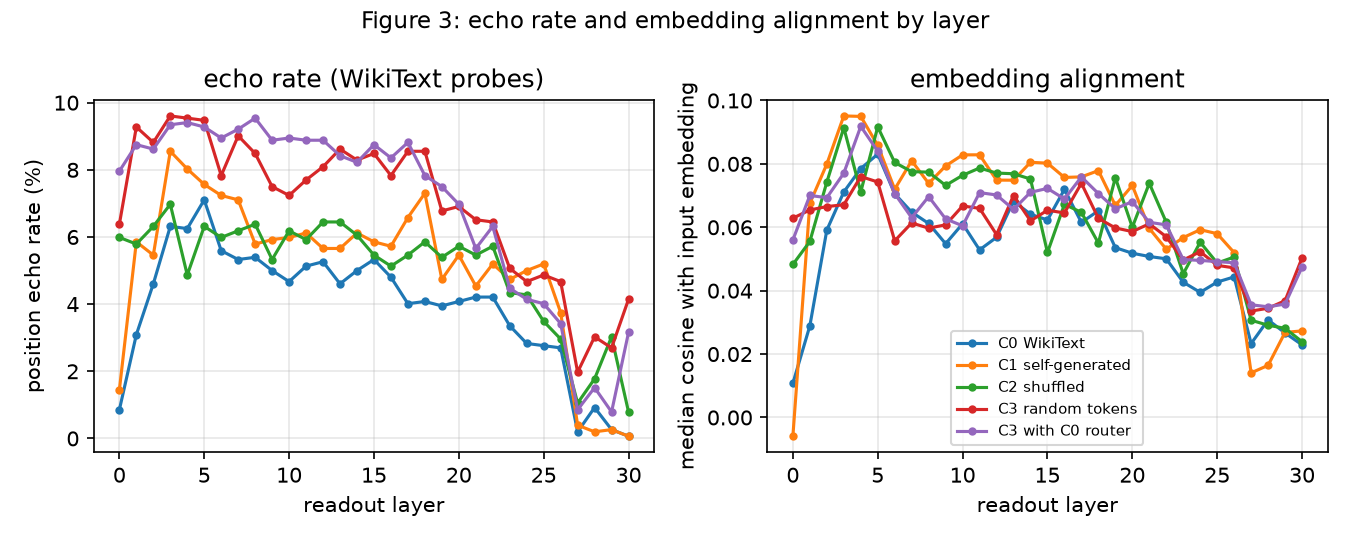 Figure 3: echo rate and embedding alignment by layer
echo rate (WikiText probes)
position echo rate (%)
10
8
6
4
2
0
0 5 10 15 20 25 30
readout layer
embedding alignment
median cosine with input embedding
0.10
0.08
0.06
0.04
0.02
0.00
C0 WikiText
C1 self-generated
C2 shuffled
C3 random tokens
C3 with C0 router
0 5 10 15 20 25 30
readout layer